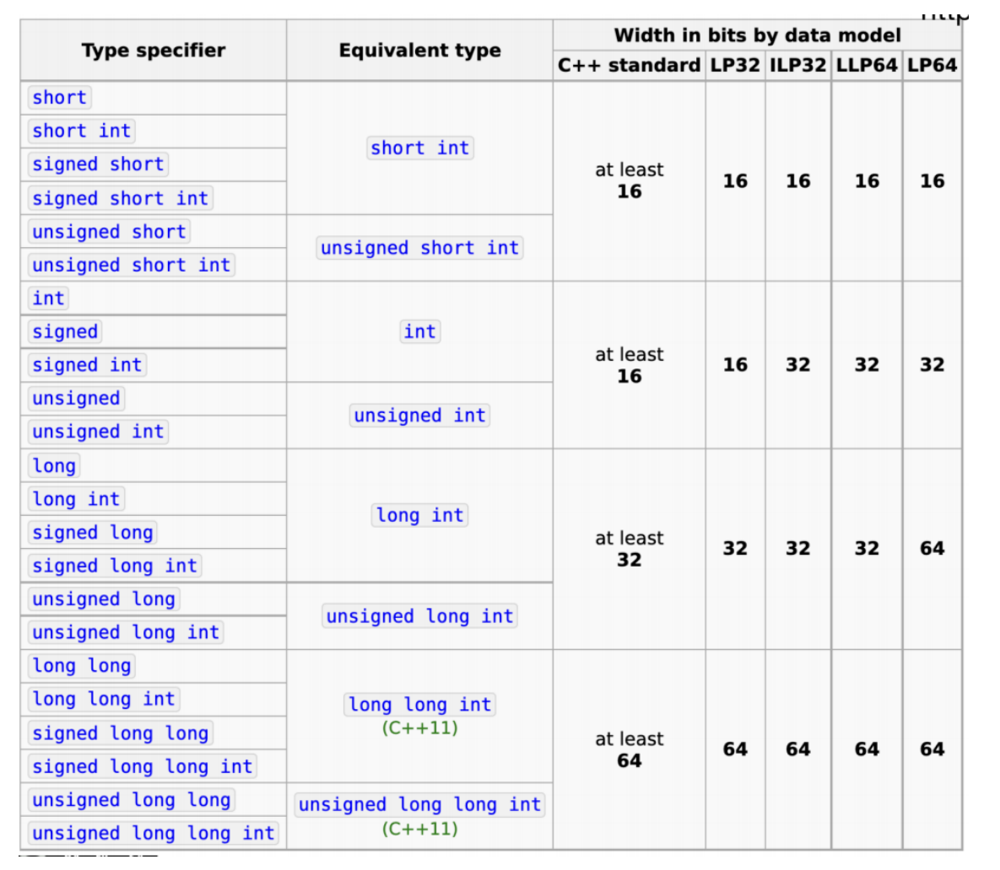 http
Type specifier
Equivalent type
Width in bits by data model
C++ standard LP32 ILP32 LLP64 LP64
short
short int
signed short
signed short int
short int
unsigned short
unsigned short int
unsigned short int
at least
16
16 16 16 16
int
signed
signed int
int
unsigned
unsigned int
unsigned int
at least
16
16 32 32 32
long
long int
signed long
signed long int
long int
unsigned long
unsigned long int
unsigned long int
at least
32
32 32 32 64
long long
long long int
signed long long
signed long long int
long long int
(C++11)
unsigned long long
unsigned long long int
unsigned long long int
(C++11)
at least
64
64 64 64 64